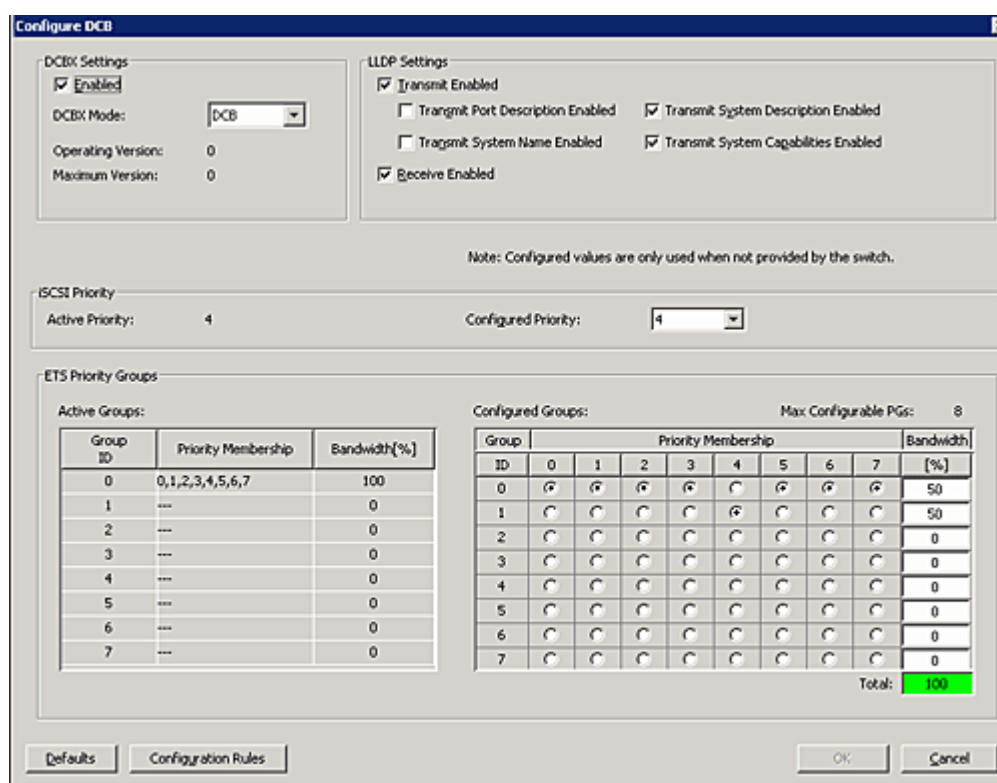 Configure DCB
DCBX Settings
Enabled
DCBX Mode: DCB
Operating Version: 0
Maximum Version: 0
LLDP Settings
Transmit Enabled
Transmit Port Description Enabled
Transmit System Description Enabled
Transmit System Name Enabled
Transmit System Capabilities Enabled
Receive Enabled
Note: Configured values are only used when not provided by the switch.
iSCSI Priority
Active Priority: 4
Configured Priority: 4
ETS Priority Groups
Active Groups:
Group ID Priority Membership Bandwidth[%]
0 0,1,2,3,4,5,6,7 100
1 --- 0
2 --- 0
3 --- 0
4 --- 0
5 --- 0
6 --- 0
7 --- 0
Configured Groups: Max Configurable PGs: 8
Group Priority Membership Bandwidth
ID 0 1 2 3 4 5 6 7 [%]
0 50
1 50
2 0
3 0
4 0
5 0
6 0
7 0
Total: 100
Defaults
Configuration Rules
OK
Cancel